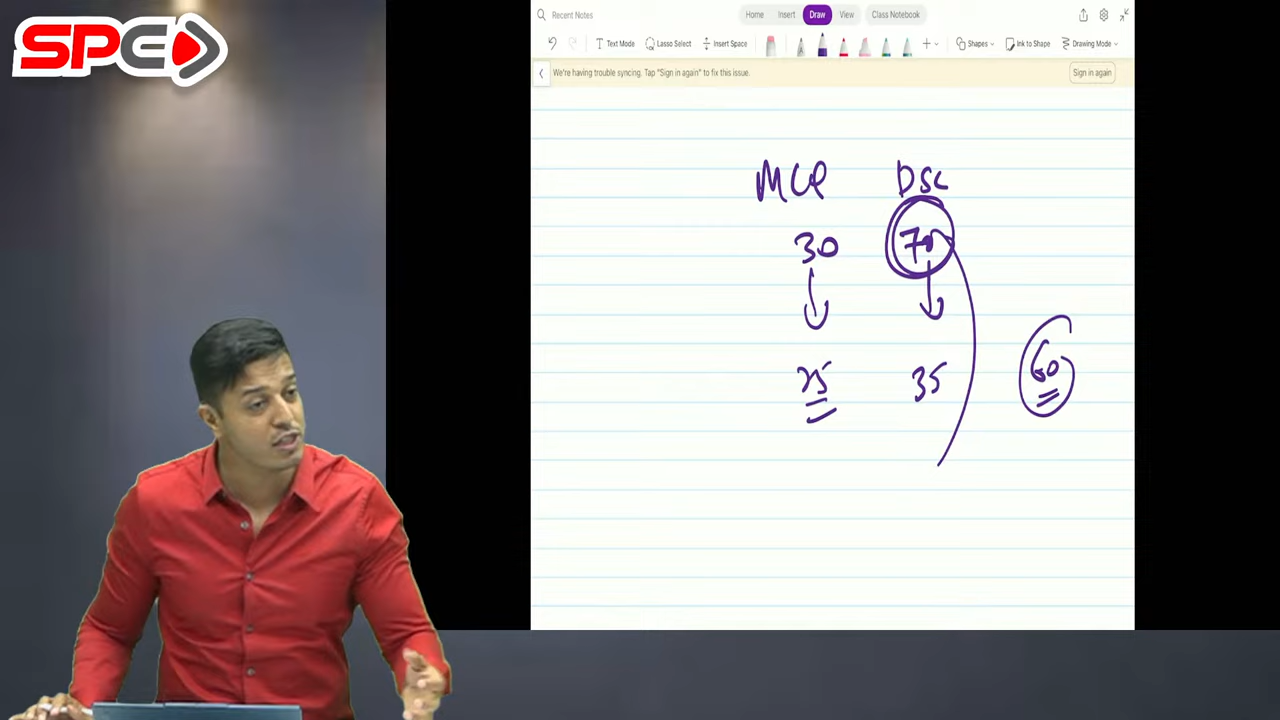 SPC
Recent Notes
Home Insert Draw View Class Notebook
Text Mode Lasso Select Insert Space Shapes Ink to Shape Drawing Mode
We're having trouble syncing. Tap "Sign in again" to fix this issue.
Sign in again
MCQ DSC
30 70
25 35 60